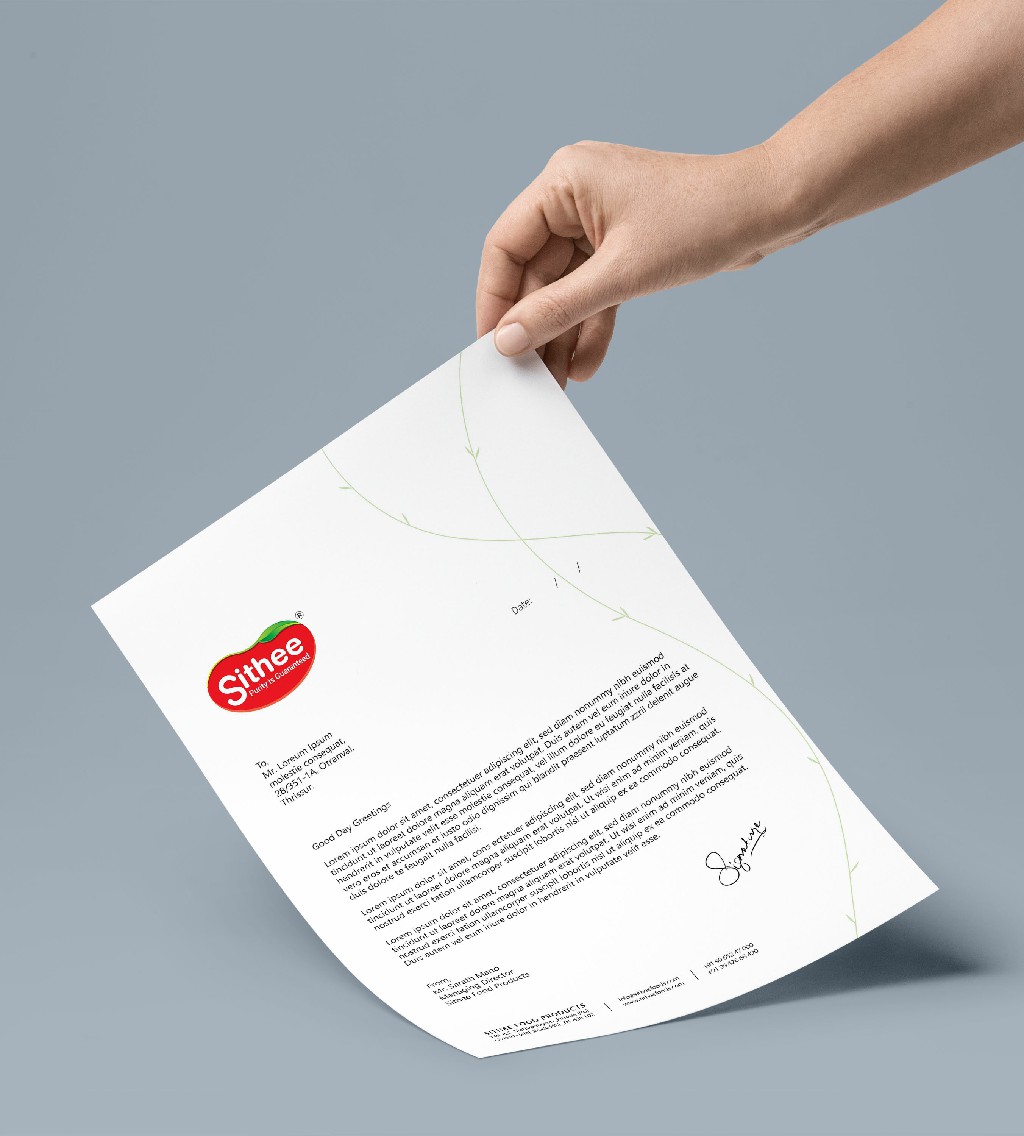 Sithee
®
Purity is Guaranteed
Date: / /
To,
Mr. Loreum Ipsum
molestie consequat,
26/351-1A, Otranval,
Thrissur.
Good Day Greetings
Lorem ipsum dolor sit amet, consectetuer adipiscing elit, sed diam nonummy nibh euismod
tincidunt ut laoreet dolore magna aliquam erat volutpat. Duis autem vel eum iriure dolor in
hendrerit in vulputate velit esse molestie consequat, vel illum dolore eu feugiat nulla facilisis at
vero eros et accumsan et iusto odio dignissim qui blandit praesent luptatum zzril delenit augue
duis dolore te feugait nulla facilisi.
Lorem ipsum dolor sit amet, cons ectetuer adipiscing elit, sed diam nonummy nibh euismod
tincidunt ut laoreet dolore magna aliquam erat volutpat. Ut wisi enim ad minim veniam, quis
nostrud exerci tation ullamcorper suscipit lobortis nisl ut aliquip ex ea commodo consequat.
Lorem ipsum dolor sit amet, consectetuer adipiscing elit, sed diam nonummy nibh euismod
tincidunt ut laoreet dolore magna aliquam erat volutpat. Ut wisi enim ad minim veniam, quis
nostrud exerci tation ullamcorper suscipit lobortis nisl ut aliquip ex ea commodo consequat.
Duis autem vel eum iriure dolor in hendrerit in vulputate velit esse.
Signature
From,
Mr. Sarath Mano
Managing Director
Sithee Food Products
SITHEE FOOD PRODUCTS